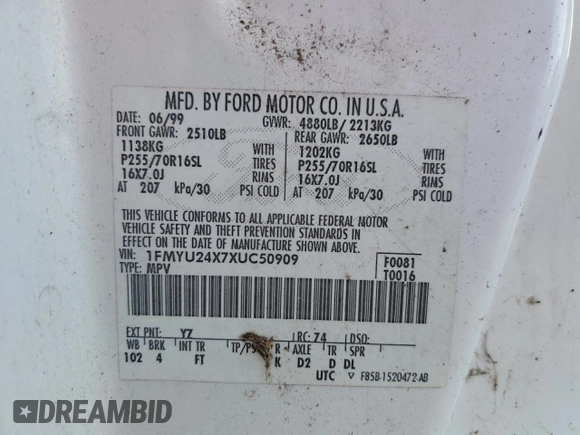 MFD. BY FORD MOTOR CO. IN U.S.A.
DATE: 06/99 GVWR: 4880LB/ 2213KG
FRONT GAWR: 2510LB REAR GAWR: 2650LB
1138KG WITH 1202KG WITH
P255/70R16SL TIRES P255/70R16SL TIRES
16X7.0J RIMS 16X7.0J RIMS
AT 207 kPa/30 PSI COLD AT 207 kPa/30 PSI COLD
THIS VEHICLE CONFORMS TO ALL APPLICABLE FEDERAL MOTOR
VEHICLE SAFETY AND THEFT PREVENTION STANDARDS IN
EFFECT ON THE DATE OF MANUFACTURE SHOWN ABOVE.
VIN: 1FMYU24X7XUC50909 F0081
TYPE: MPV T0016
EXT PNT: Y7 RC: 74 DSO:
WB BRK INT TR TP/PS R AXLE TR SPR
102 4 FT K D2 D DL
UTC ▽ F85B-1520472-AB
DREAMBID